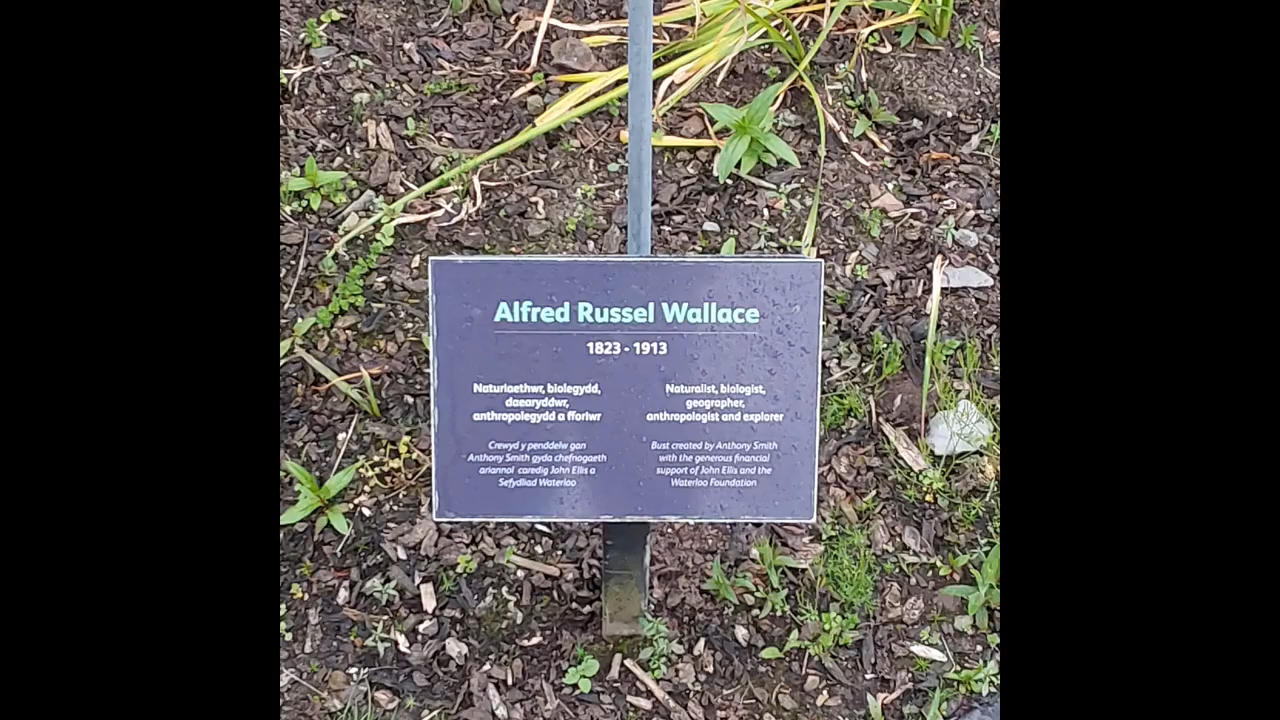 Alfred Russel Wallace
1823 - 1913
Naturiaethwr, biolegydd,
daearyddwr,
anthropolegydd a fforiwr
Crewyd y penddelw gan
Anthony Smith gyda chefnogaeth
ariannol caredig John Ellis a
Sefydliad Waterloo
Naturalist, biologist,
geographer,
anthropologist and explorer
Bust created by Anthony Smith
with the generous financial
support of John Ellis and the
Waterloo Foundation